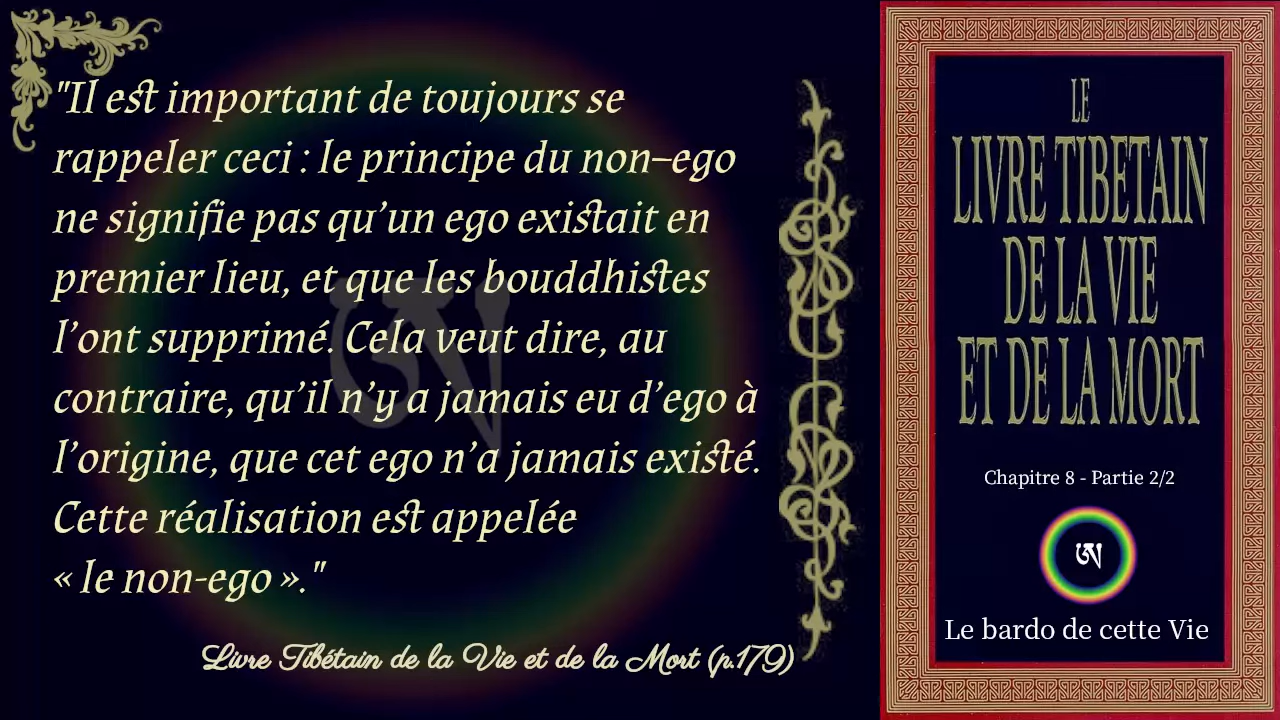 "Il est important de toujours se
rappeler ceci : le principe du non–ego
ne signifie pas qu’un ego existait en
premier lieu, et que les bouddhistes
l’ont supprimé. Cela veut dire, au
contraire, qu’il n’y a jamais eu d’ego à
l’origine, que cet ego n’a jamais existé.
Cette réalisation est appelée
« le non-ego »."
Livre Tibétain de la Vie et de la Mort (p.179)
LE
LIVRE TIBETAIN
DE LA VIE
ET DE LA MORT
Chapitre 8 - Partie 2/2
ༀ
Le bardo de cette Vie